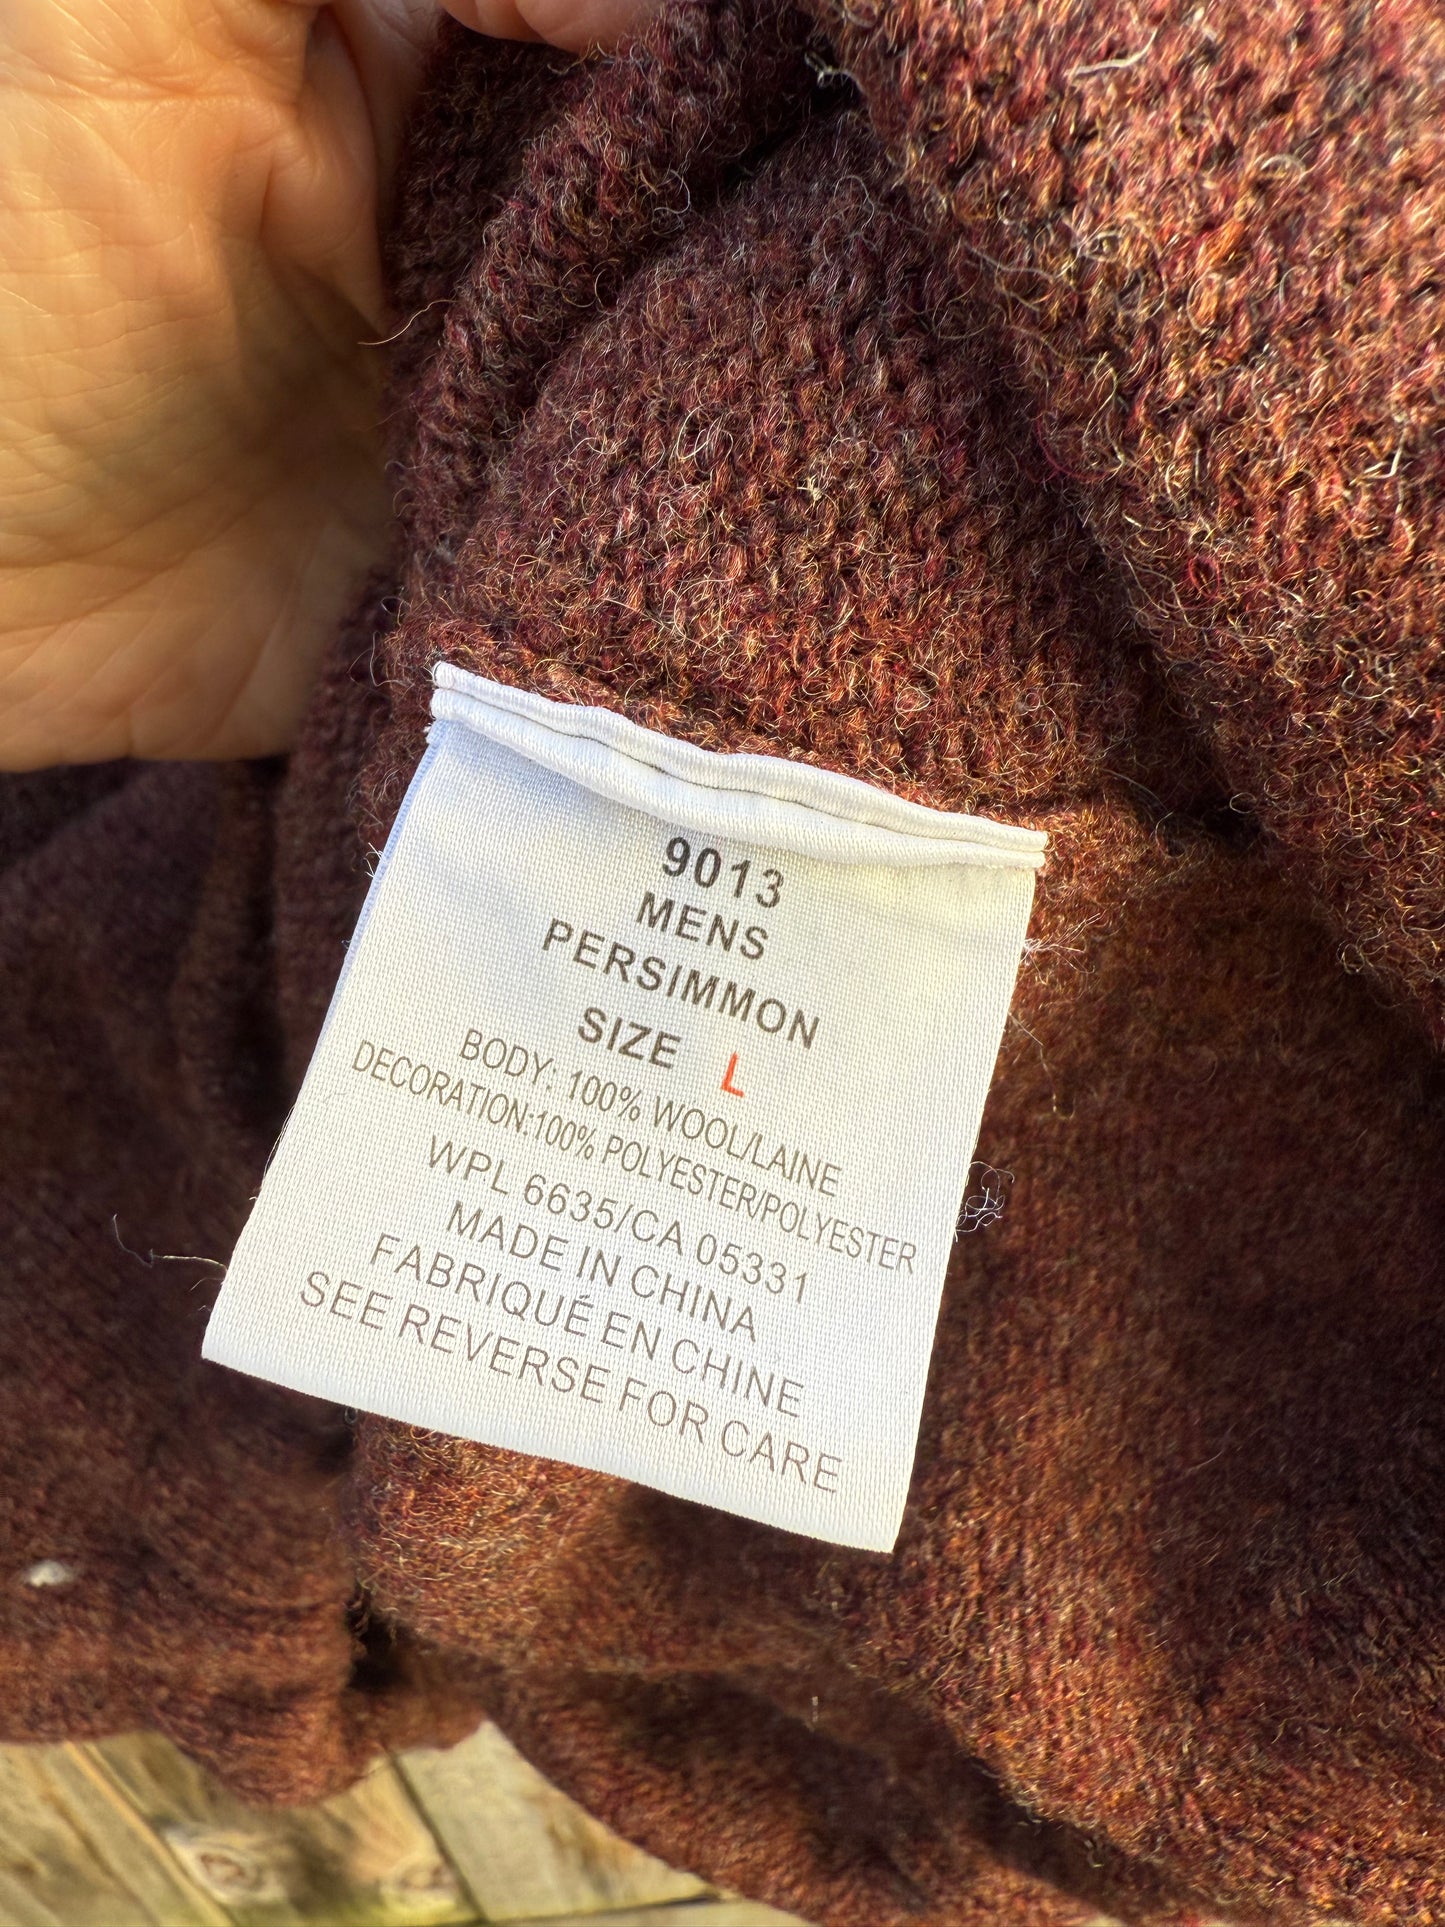 9013
MENS
PERSIMMON
SIZE L
BODY: 100% WOOL/LAINE
DECORATION:100% POLYESTER/POLYESTER
WPL 6635/CA 05331
MADE IN CHINA
FABRIQUÉ EN CHINE
SEE REVERSE FOR CARE